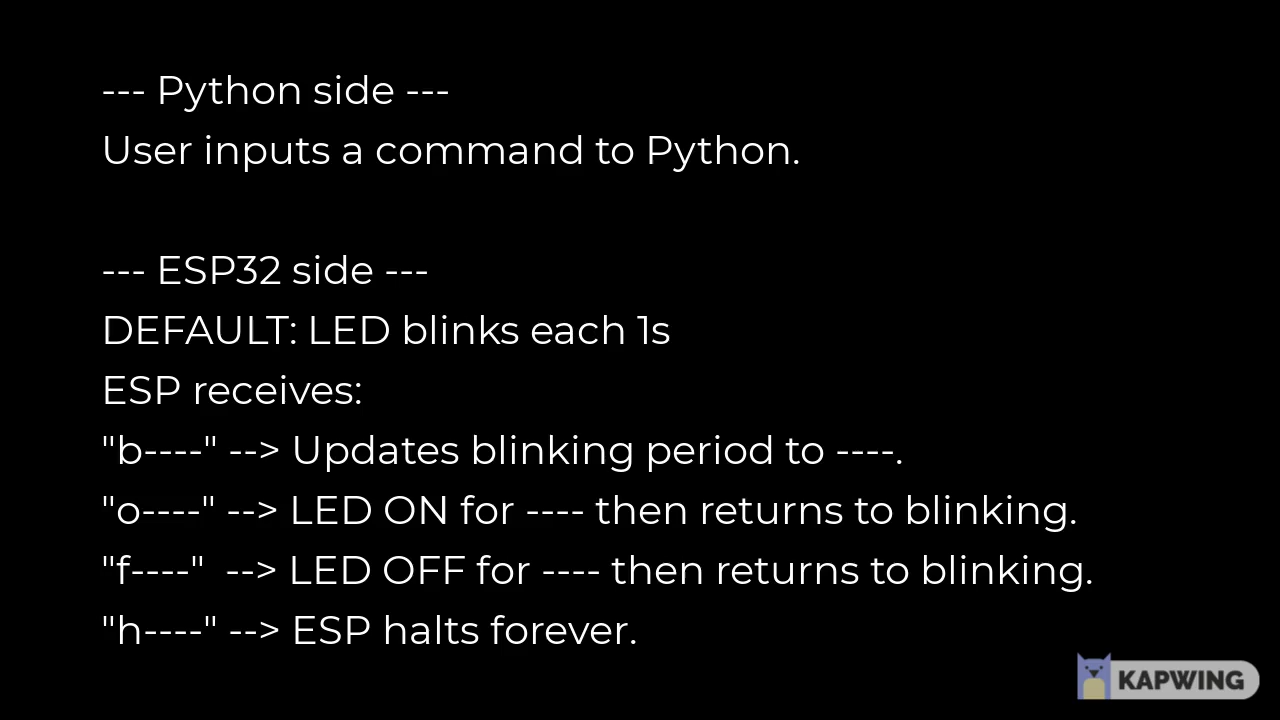 --- Python side ---
User inputs a command to Python.
--- ESP32 side ---
DEFAULT: LED blinks each 1s
ESP receives:
"b----" --> Updates blinking period to ----.
"o----" --> LED ON for ---- then returns to blinking.
"f----"  --> LED OFF for ---- then returns to blinking.
"h----" --> ESP halts forever.
KAPWING